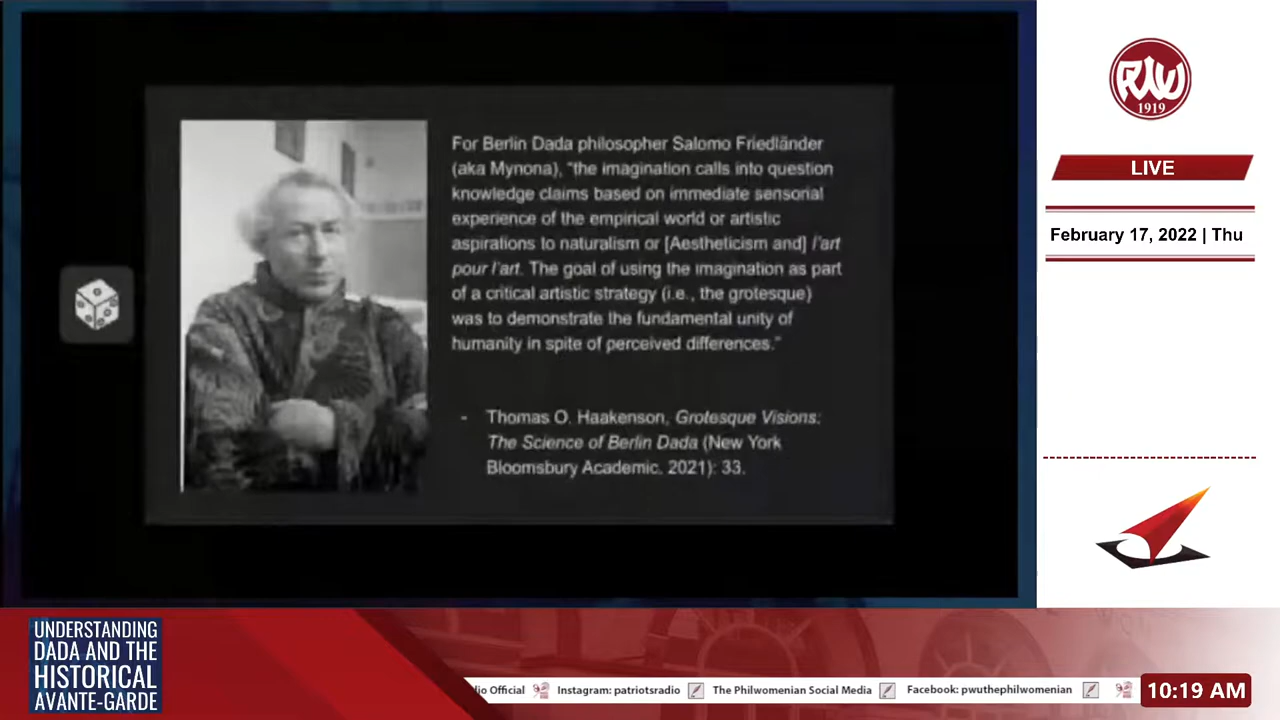 For Berlin Dada philosopher Salomo Friedländer
(aka Mynona), "the imagination calls into question
knowledge claims based on immediate sensorial
experience of the empirical world or artistic
aspirations to naturalism or [Aestheticism and] l'art
pour l'art. The goal of using the imagination as part
of a critical artistic strategy (i.e., the grotesque)
was to demonstrate the fundamental unity of
humanity in spite of perceived differences."
- Thomas O. Haakenson, Grotesque Visions:
The Science of Berlin Dada (New York
Bloomsbury Academic, 2021): 33.
PWU
1919
LIVE
February 17, 2022 | Thu
UNDERSTANDING
DADA AND THE
HISTORICAL
AVANTE-GARDE
io Official Instagram: patriotsradio The Philwomenian Social Media Facebook: pwuthephilwomenian
10:19 AM